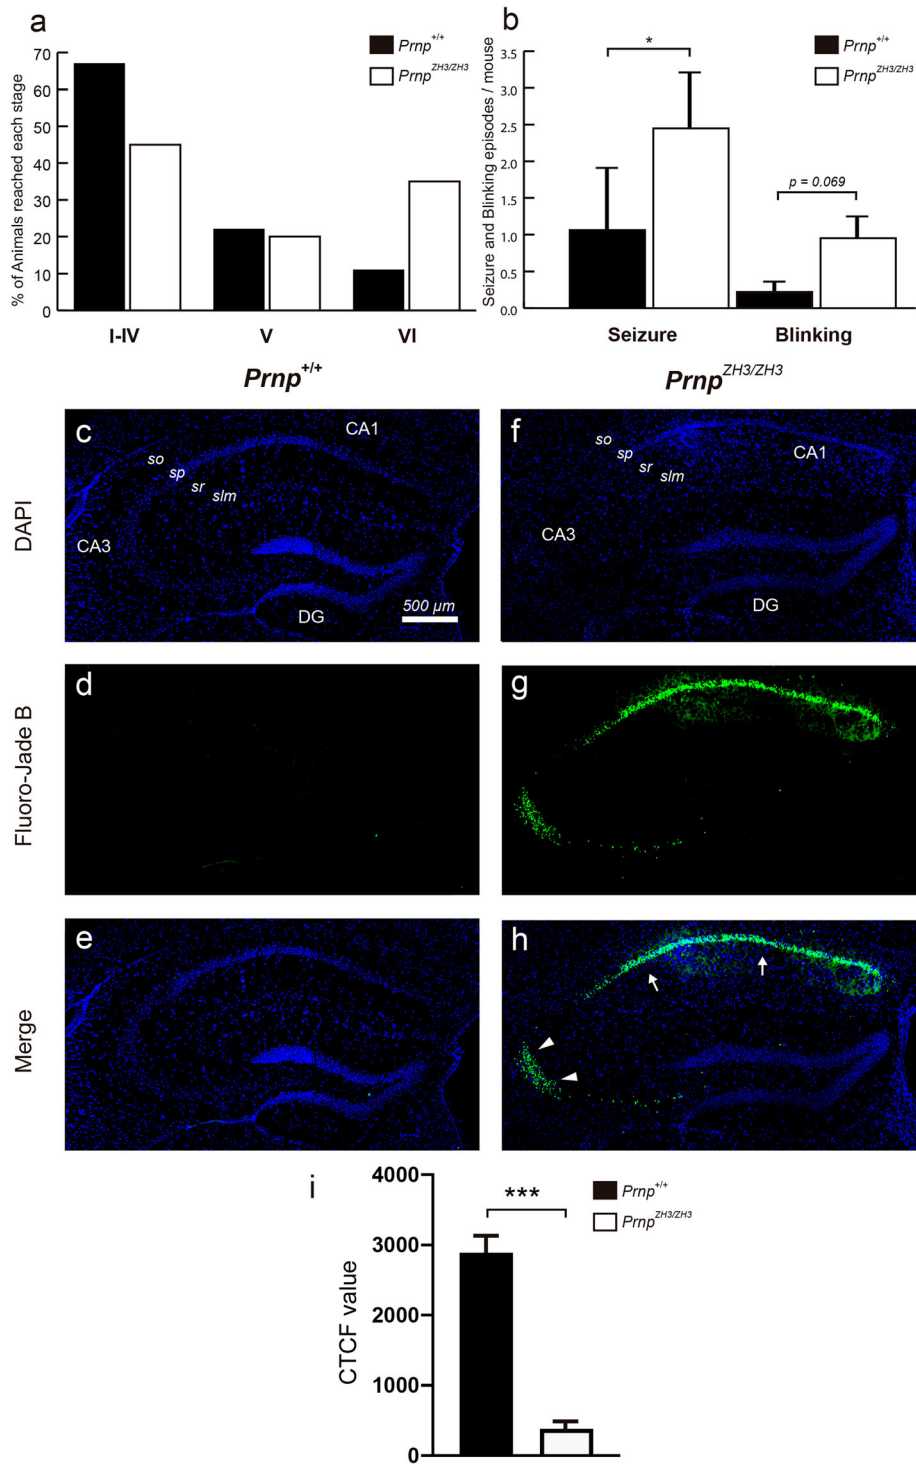 a
Prnp+/+
PrnpZH3/ZH3
% of Animals reached each stage
70
60
50
40
30
20
10
0
I-IV
V
VI
b
Prnp+/+
PrnpZH3/ZH3
Seizure and Blinking episodes / mouse
3.5
3.0
2.5
2.0
1.5
1.0
0.5
0.0
*
p = 0.069
Seizure
Blinking
Prnp+/+
PrnpZH3/ZH3
DAPI
c
CA1
so
sp
sr
slm
CA3
DG
500 µm
f
so
sp
sr
slm
CA1
CA3
DG
Fluoro-Jade B
d
g
Merge
e
h
i
CTCF value
4000
3000
2000
1000
0
***
Prnp+/+
PrnpZH3/ZH3